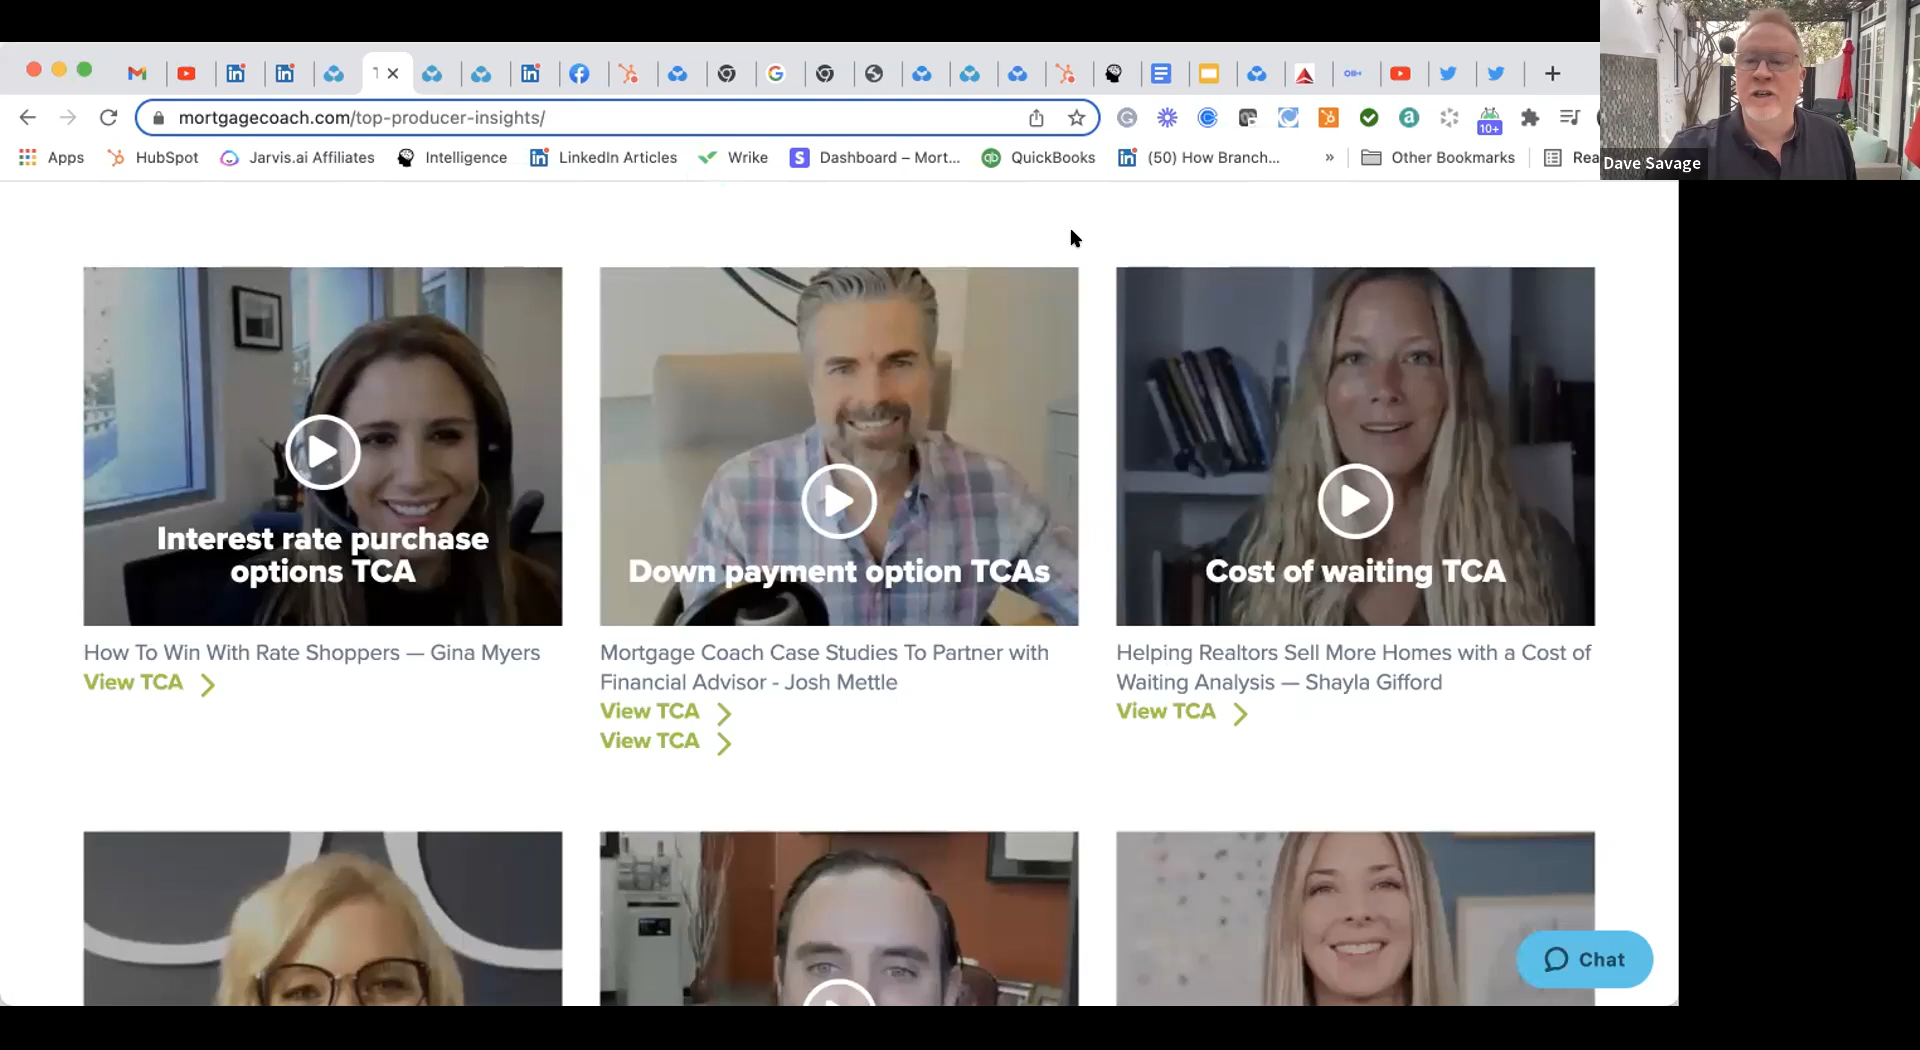 mortgagecoach.com/top-producer-insights/
10+
Apps
HubSpot
Jarvis.ai Affiliates
Intelligence
LinkedIn Articles
Wrike
Dashboard – Mort...
QuickBooks
(50) How Branch...
»
Other Bookmarks
Rea
Dave Savage
Interest rate purchase
options TCA
Down payment option TCAs
Cost of waiting TCA
How To Win With Rate Shoppers — Gina Myers
View TCA
Mortgage Coach Case Studies To Partner with
Financial Advisor - Josh Mettle
View TCA
View TCA
Helping Realtors Sell More Homes with a Cost of
Waiting Analysis — Shayla Gifford
View TCA
Chat